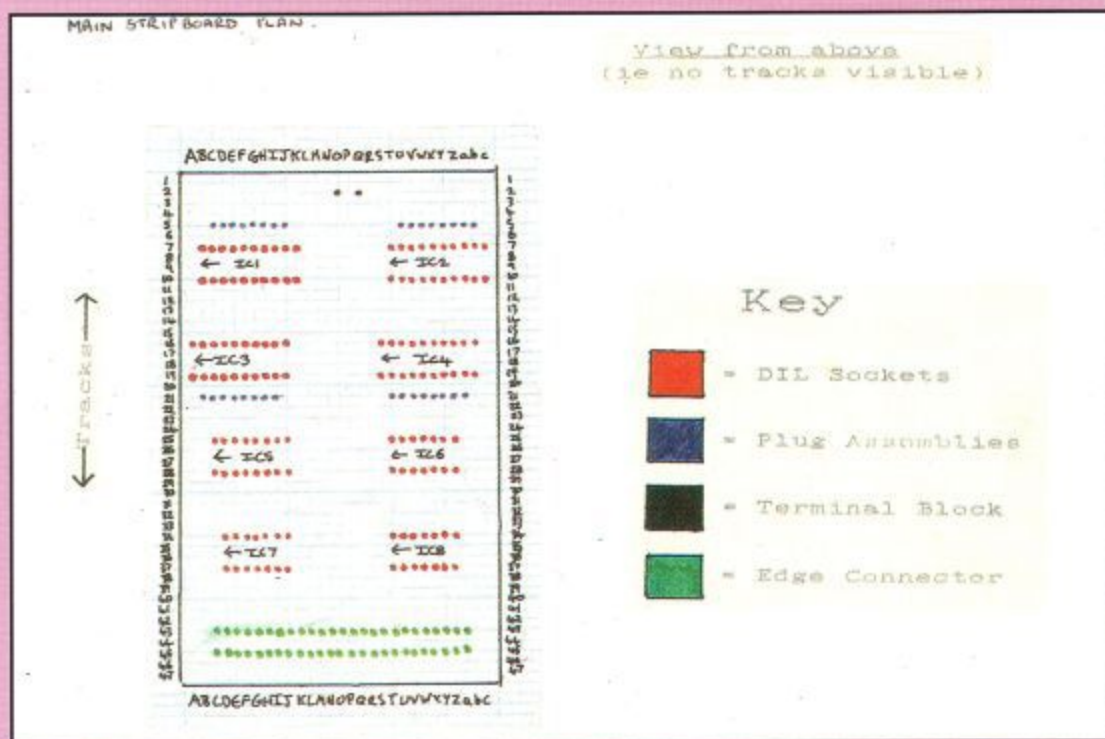 MAIN STRIPBOARD PLAN.
View from above
(ie no tracks visible)
ABCDEFGHIJKLMNOPQRSTUVWXYZabc
← IC1
← IC2
←IC3
← IC4
← IC5
← IC6
← IC7
← IC8
ABCDEFGHIJKLMNOPQRSTUVWXYZabc
←Tracks→
Key
= DIL Sockets
= Plug Assemblies
= Terminal Block
= Edge Connector